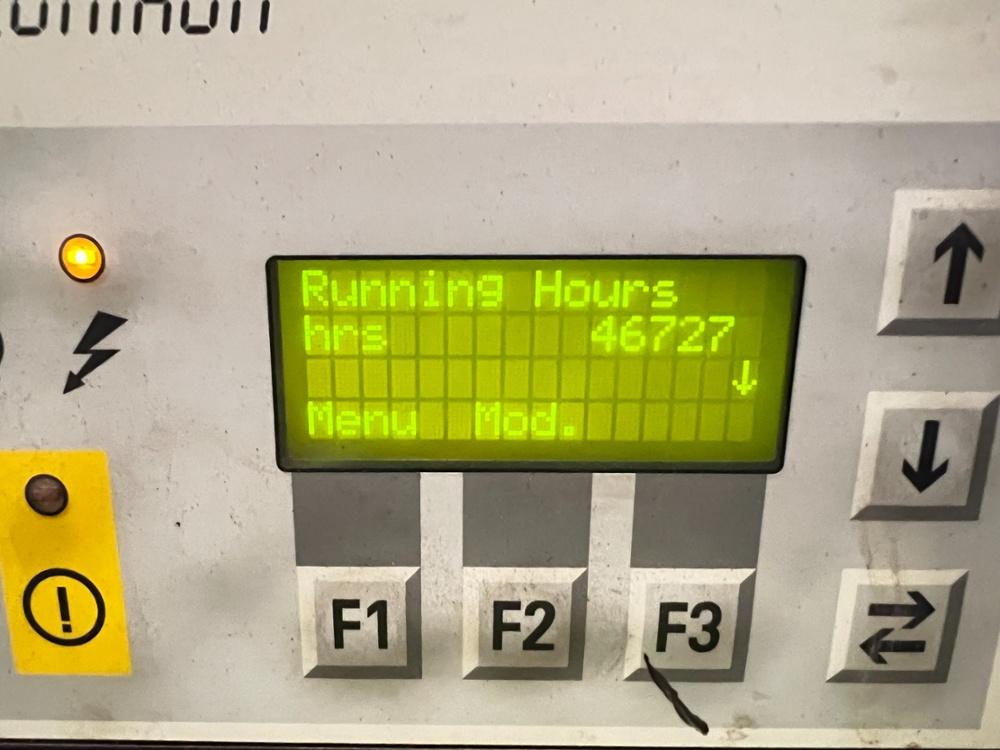 Running Hours
hrs 46727
↓
Menu Mod.
F1 F2 F3